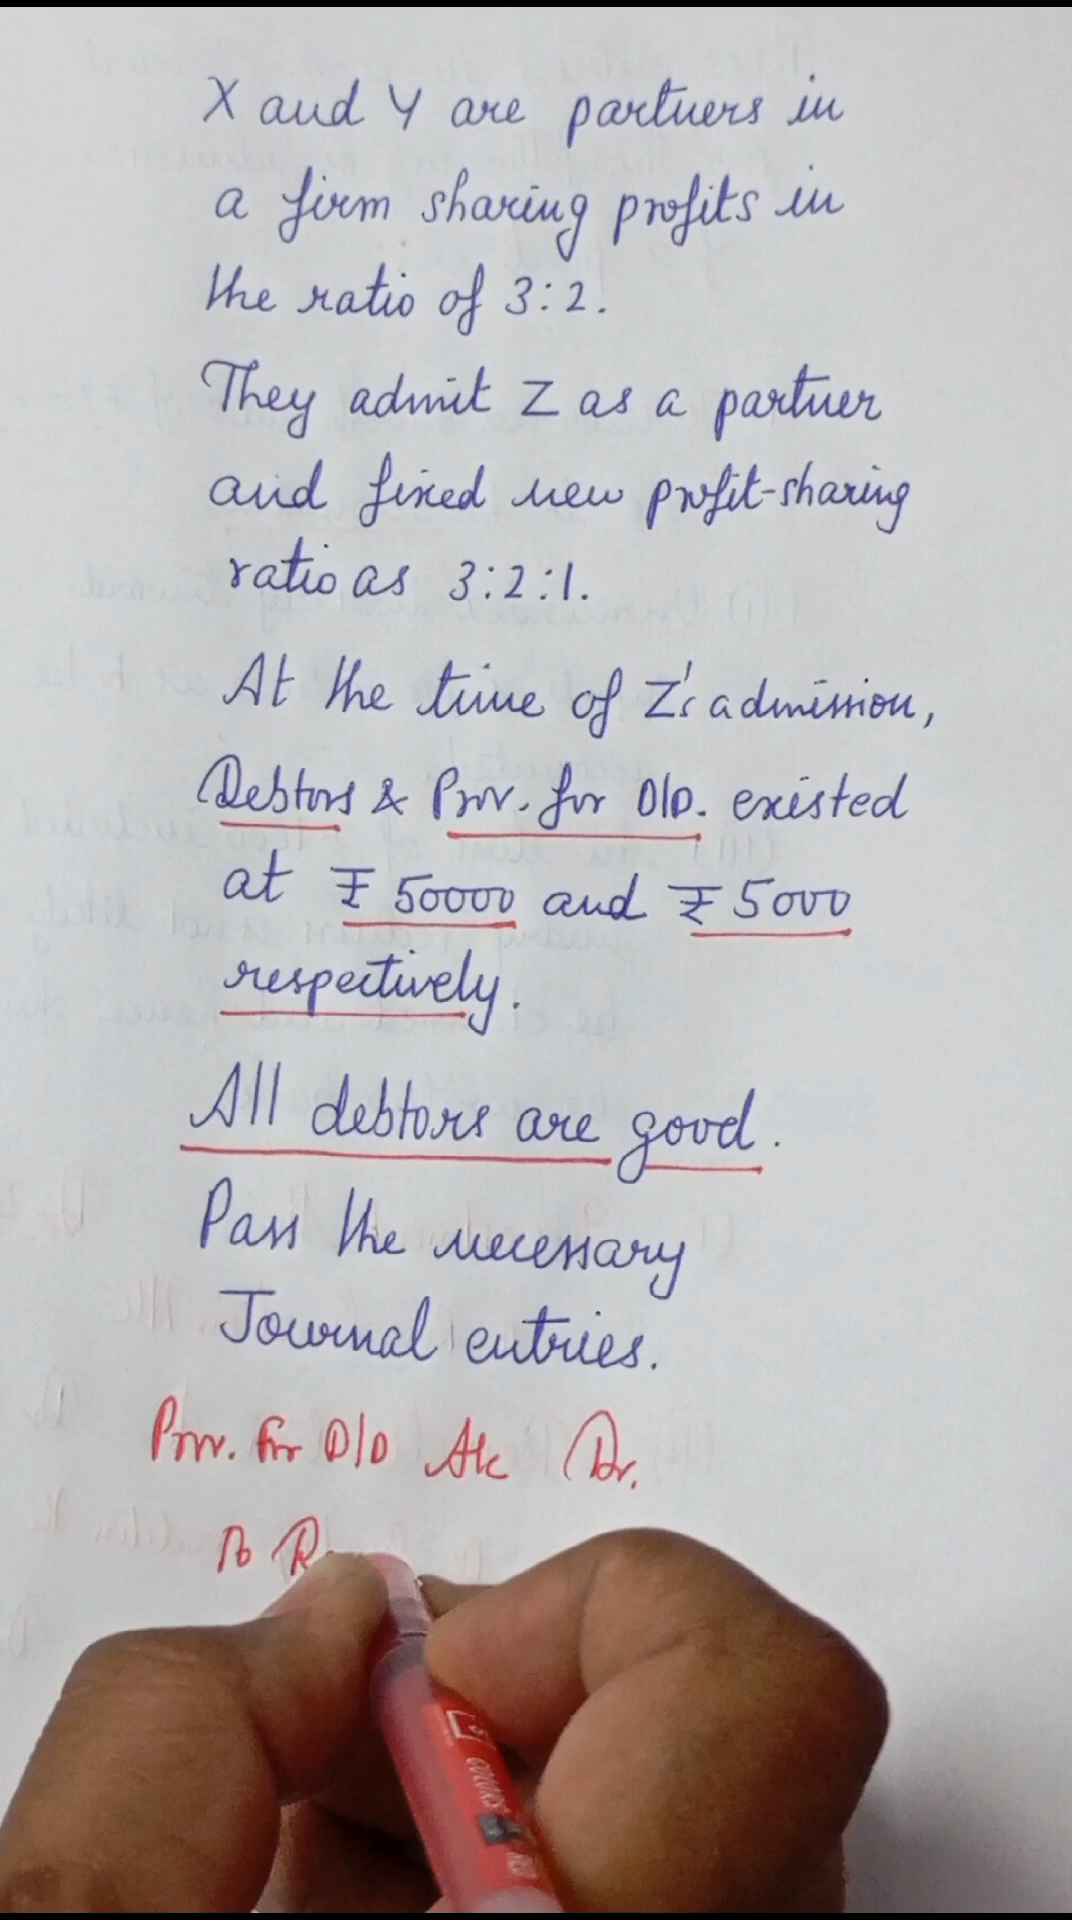 X and Y are partners in
a firm sharing profits in
the ratio of 3:2.
They admit Z as a partner
and fixed new profit-sharing
ratio as 3:2:1.
At the time of Z's admission,
Debtors & Prov. for D/D. existed
at ₹ 50000 and ₹ 5000
respectively.
All debtors are good.
Pass the necessary
Journal entries.
Prov. for D/D A/c Dr.
To R